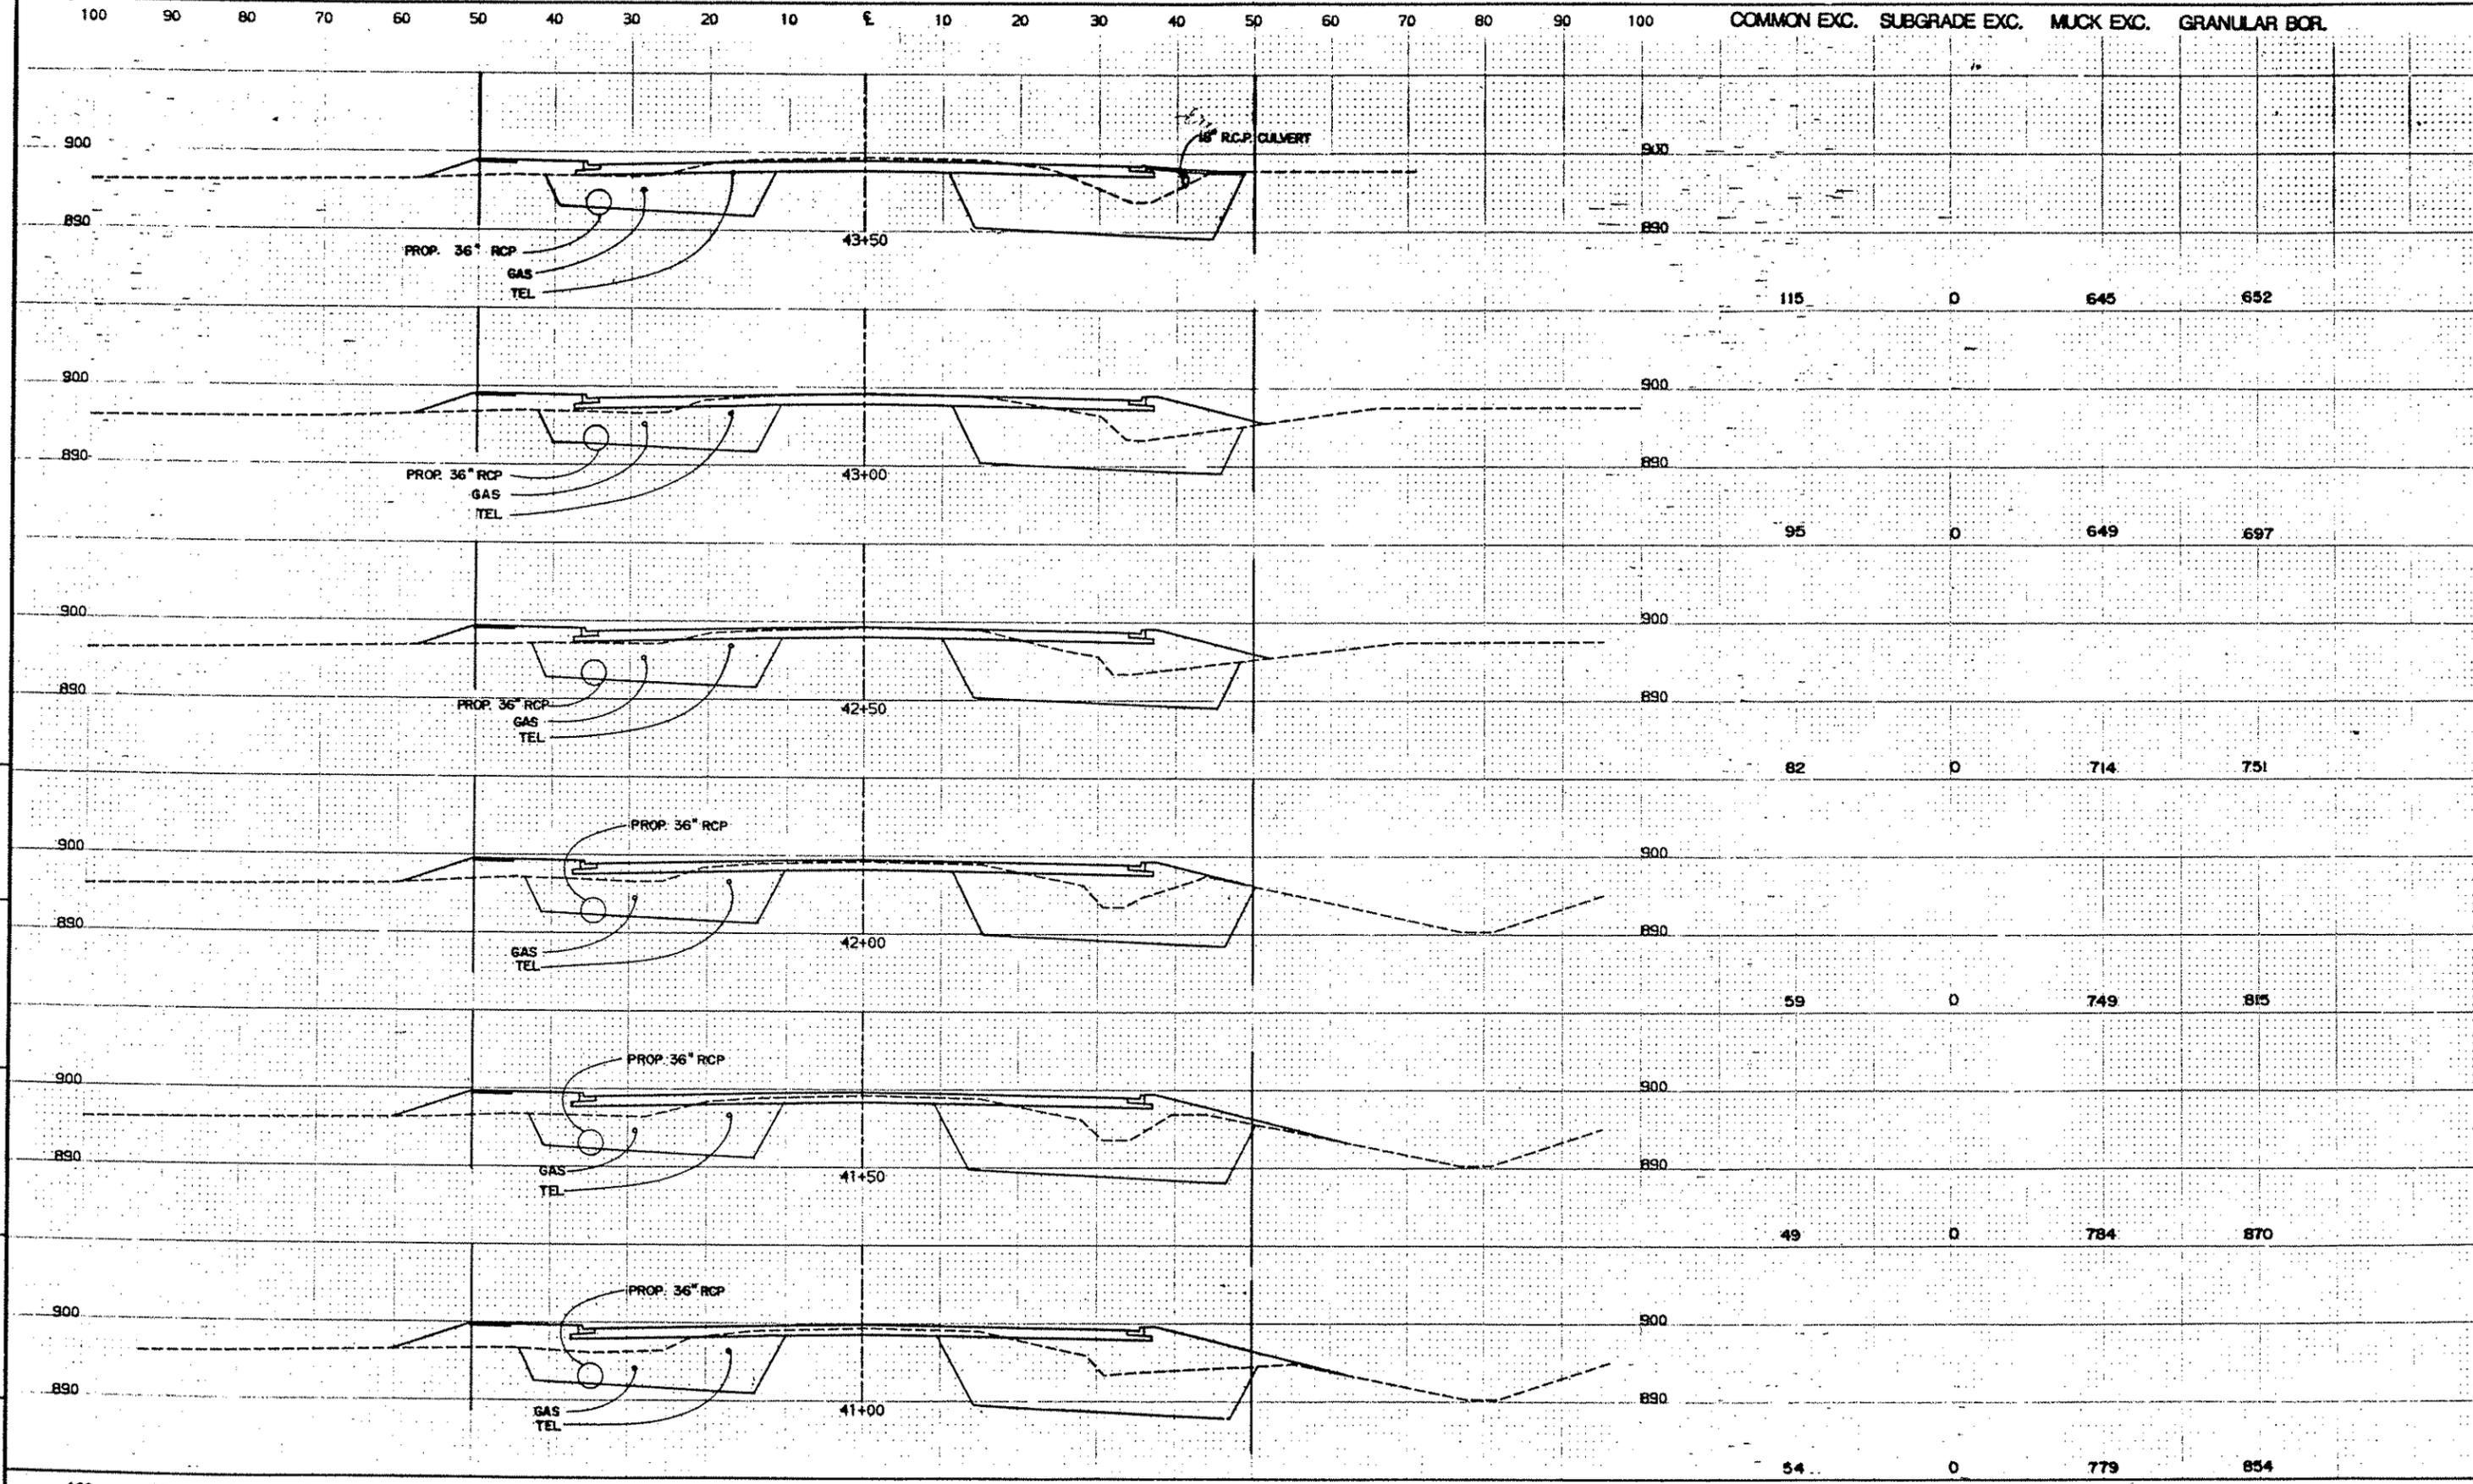 100 90 80 70 60 50 40 30 20 10 ℄ 10 20 30 40 50 60 70 80 90 100 COMMON EXC. SUBGRADE EXC. MUCK EXC. GRANULAR BOR.
18" R.C.P. CULVERT
900 900
890 890
43+50
PROP. 36" RCP
GAS
TEL
115 0 645 652
900 900
890 890
43+00
PROP. 36" RCP
GAS
TEL
95 0 649 697
900 900
890 890
42+50
PROP. 36" RCP
GAS
TEL
82 0 714 751
PROP. 36" RCP
900 900
890 890
42+00
GAS
TEL
59 0 749 815
PROP. 36" RCP
900 900
890 890
41+50
GAS
TEL
49 0 784 870
PROP. 36" RCP
900 900
890 890
41+00
GAS
TEL
54 0 779 854